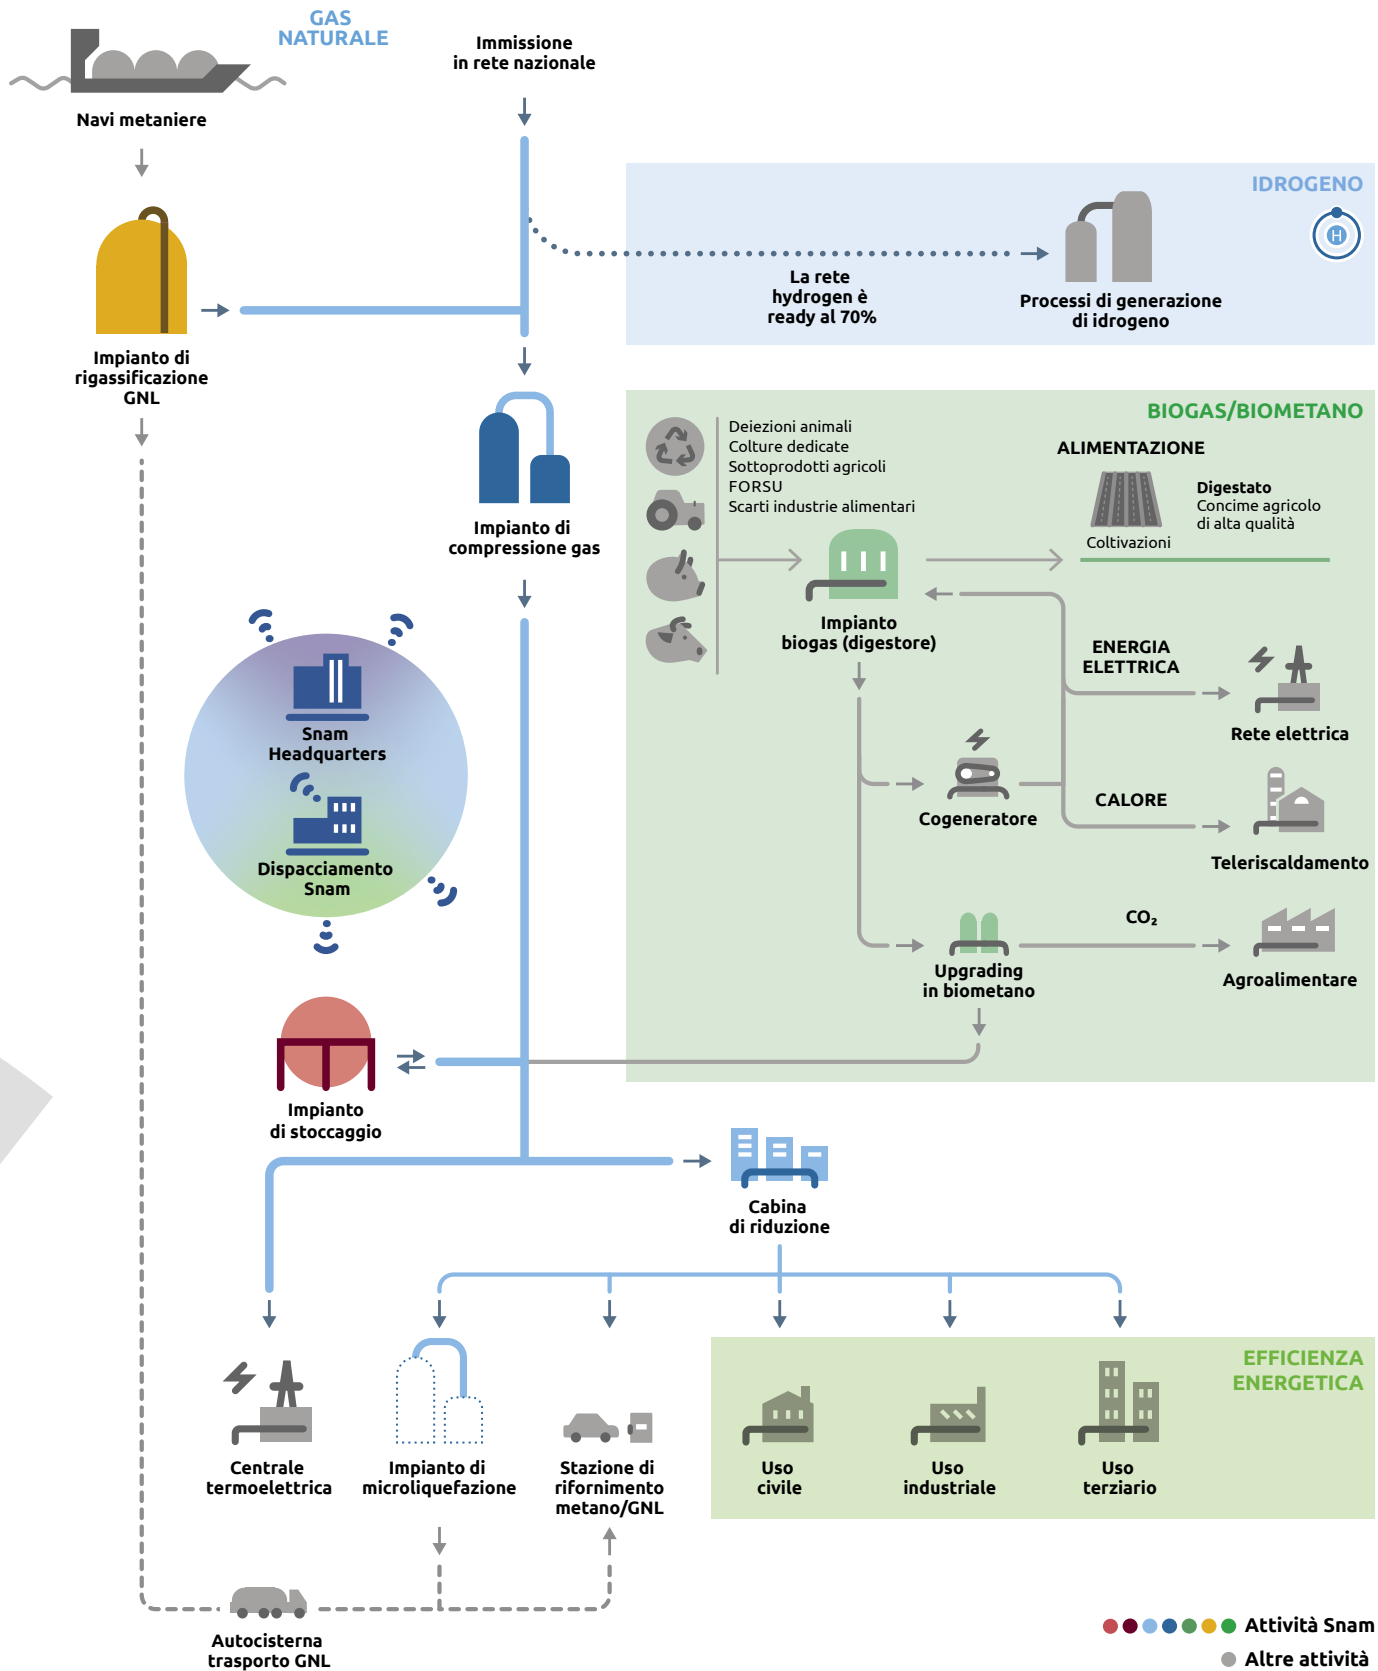 GAS
NATURALE
Immissione
in rete nazionale
Navi metaniere
IDROGENO
H
La rete
hydrogen è
ready al 70%
Processi di generazione
di idrogeno
Impianto di
rigassificazione
GNL
Impianto di
compressione gas
BIOGAS/BIOMETANO
Deiezioni animali
Colture dedicate
Sottoprodotti agricoli
FORSU
Scarti industrie alimentari
ALIMENTAZIONE
Digestato
Concime agricolo
di alta qualità
Coltivazioni
Impianto
biogas (digestore)
ENERGIA
ELETTRICA
Rete elettrica
Cogeneratore
CALORE
Teleriscaldamento
CO₂
Upgrading
in biometano
Agroalimentare
Snam
Headquarters
Dispacciamento
Snam
Impianto
di stoccaggio
Cabina
di riduzione
EFFICIENZA
ENERGETICA
Centrale
termoelettrica
Impianto di
microliquefazione
Stazione di
rifornimento
metano/GNL
Uso
civile
Uso
industriale
Uso
terziario
Autocisterna
trasporto GNL
Attività Snam
Altre attività